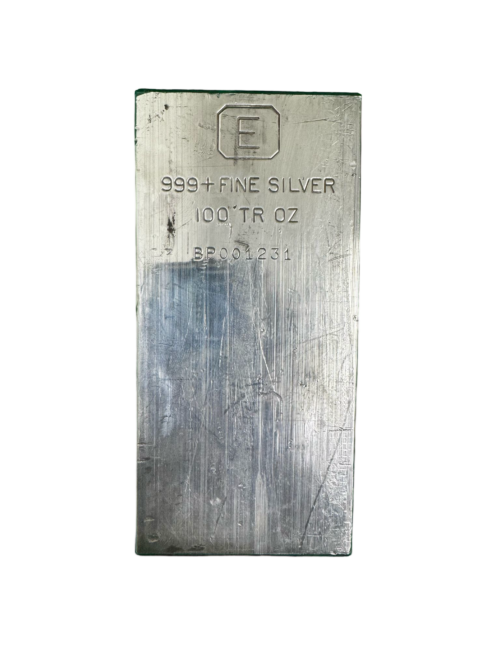 E
999+ FINE SILVER
100 TR OZ
BP001231